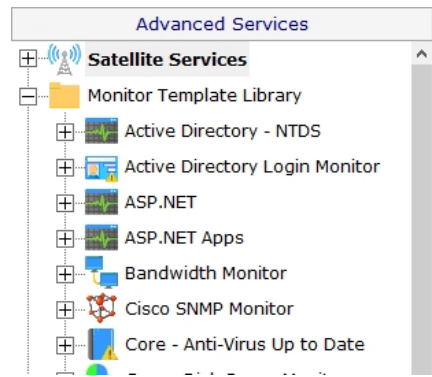 Advanced Services
Satellite Services
Monitor Template Library
Active Directory - NTDS
Active Directory Login Monitor
ASP.NET
ASP.NET Apps
Bandwidth Monitor
Cisco SNMP Monitor
Core - Anti-Virus Up to Date